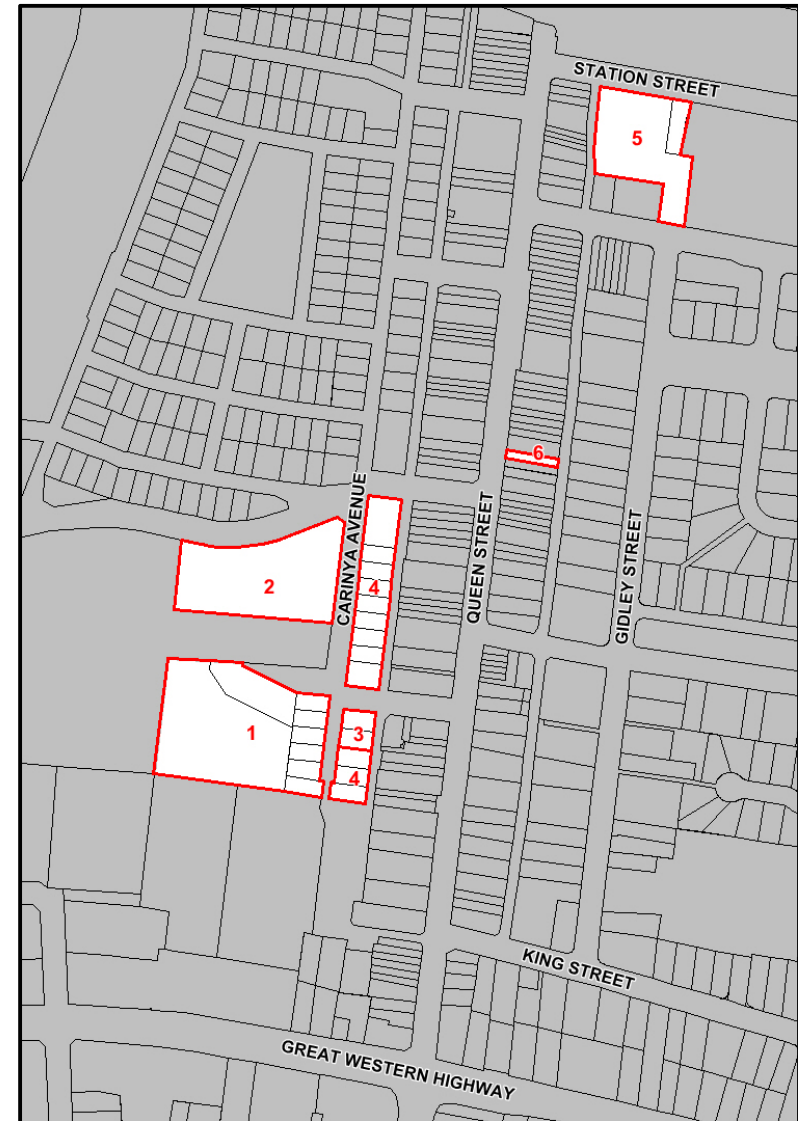 STATION STREET
5
6
CARINYA AVENUE
QUEEN STREET
GIDLEY STREET
2
4
1
3
4
KING STREET
GREAT WESTERN HIGHWAY